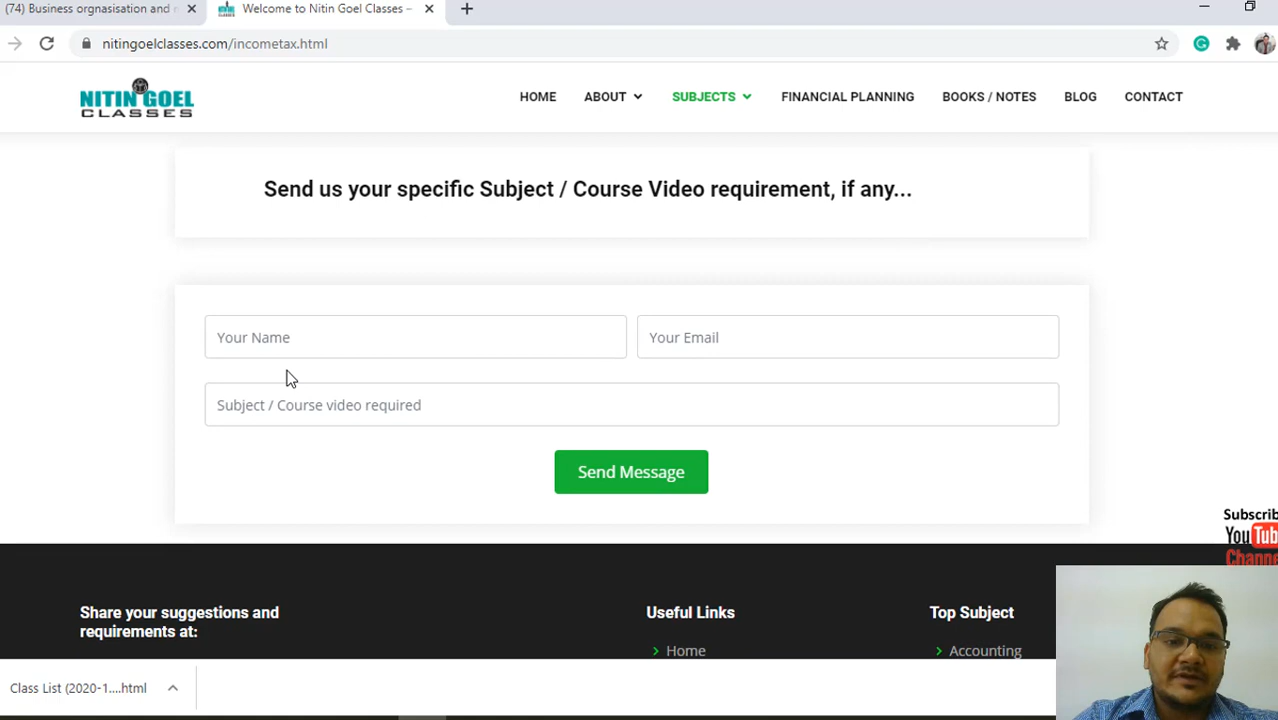 (74) Business orgnasisation and
Welcome to Nitin Goel Classes –
nitingoelclasses.com/incometax.html
NITIN GOEL
CLASSES
HOME
ABOUT
SUBJECTS
FINANCIAL PLANNING
BOOKS / NOTES
BLOG
CONTACT
Send us your specific Subject / Course Video requirement, if any...
Your Name
Your Email
Subject / Course video required
Send Message
Subscrib
YouTub
Channe
Share your suggestions and
requirements at:
Useful Links
Home
Top Subject
Accounting
Class List (2020-1....html